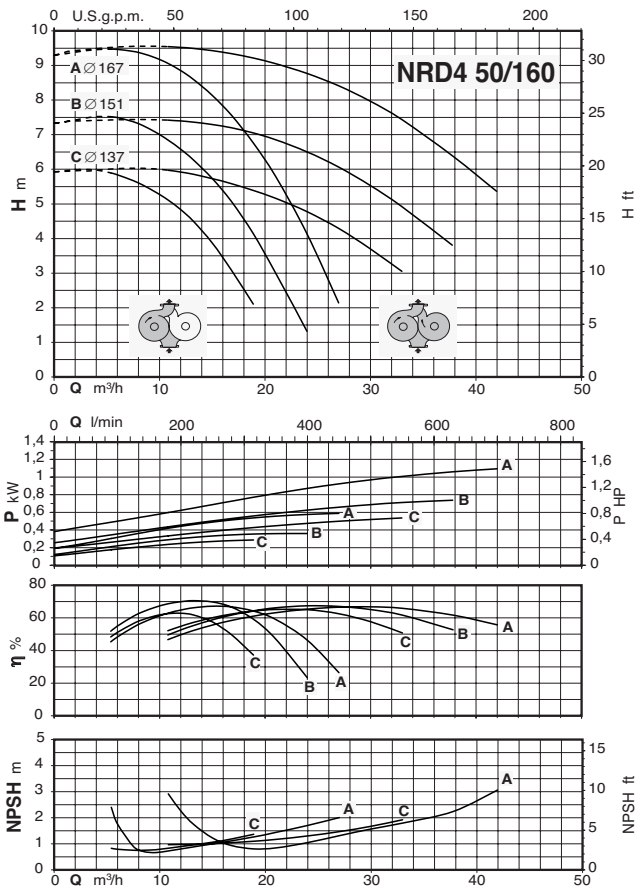 0 U.S.g.p.m. 50 100 150 200
10
9
8
7
6
5
4
3
2
1
0
H m
A Ø 167
B Ø 151
C Ø 137
NRD4 50/160
30
25
20
15
10
5
0
H ft
0 Q m³/h 10 20 30 40 50
0 Q l/min 200 400 600 800
1,4
1,2
1
0,8
0,6
0,4
0,2
0
P kW
A
B
A
C
B
C
1,6
1,2
0,8
0,4
0
P HP
80
60
40
20
0
η %
A
B
C
C
B
A
5
4
3
2
1
0
NPSH m
A
A
C
C
15
10
5
0
NPSH ft
0 Q m³/h 10 20 30 40 50